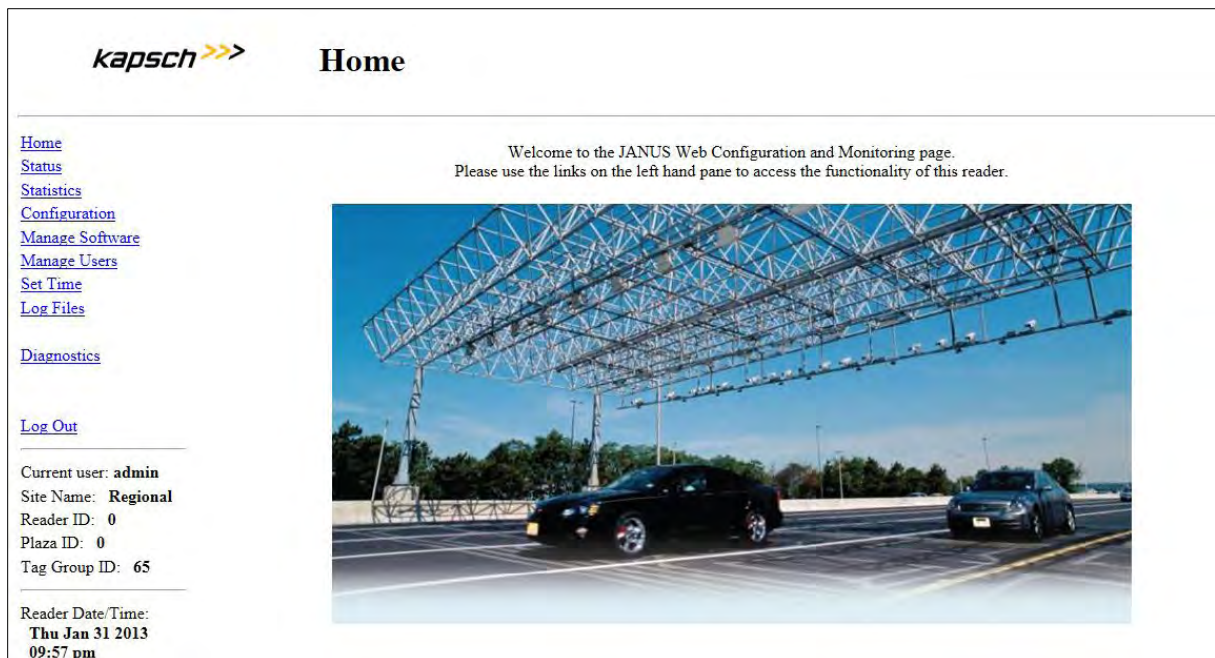 kapsch >>>
Home
Home
Status
Statistics
Configuration
Manage Software
Manage Users
Set Time
Log Files
Diagnostics
Log Out
Current user: admin
Site Name: Regional
Reader ID: 0
Plaza ID: 0
Tag Group ID: 65
Reader Date/Time:
Thu Jan 31 2013
09:57 pm
Welcome to the JANUS Web Configuration and Monitoring page.
Please use the links on the left hand pane to access the functionality of this reader.